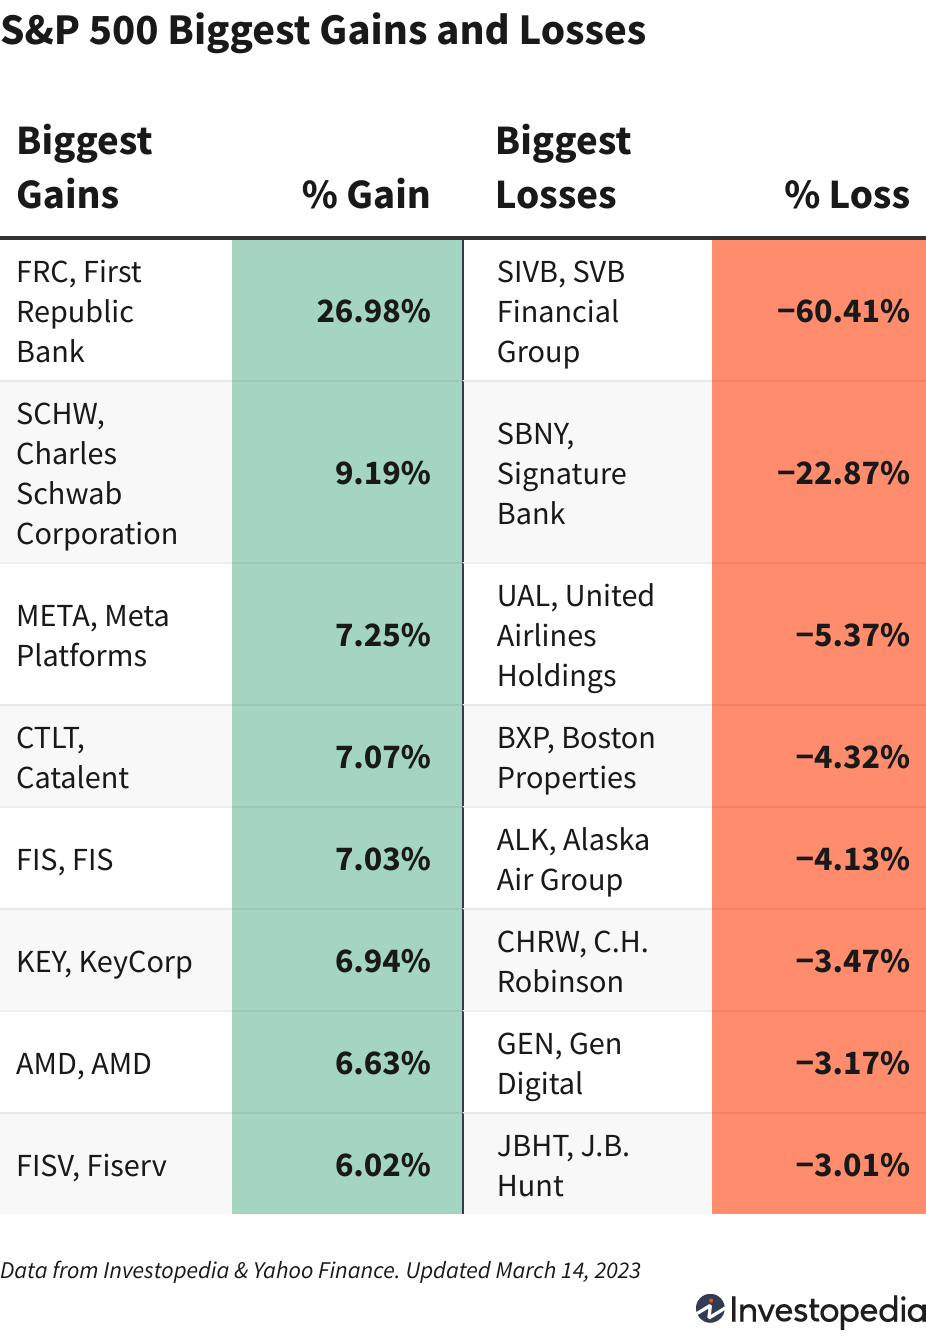 S&P 500 Biggest Gains and Losses
Biggest
Gains
% Gain
Biggest
Losses
% Loss
FRC, First
Republic
Bank
26.98%
SIVB, SVB
Financial
Group
−60.41%
SCHW,
Charles
Schwab
Corporation
9.19%
SBNY,
Signature
Bank
−22.87%
META, Meta
Platforms
7.25%
UAL, United
Airlines
Holdings
−5.37%
CTLT,
Catalent
7.07%
BXP, Boston
Properties
−4.32%
FIS, FIS
7.03%
ALK, Alaska
Air Group
−4.13%
KEY, KeyCorp
6.94%
CHRW, C.H.
Robinson
−3.47%
AMD, AMD
6.63%
GEN, Gen
Digital
−3.17%
FISV, Fiserv
6.02%
JBHT, J.B.
Hunt
−3.01%
Data from Investopedia & Yahoo Finance. Updated March 14, 2023
Investopedia